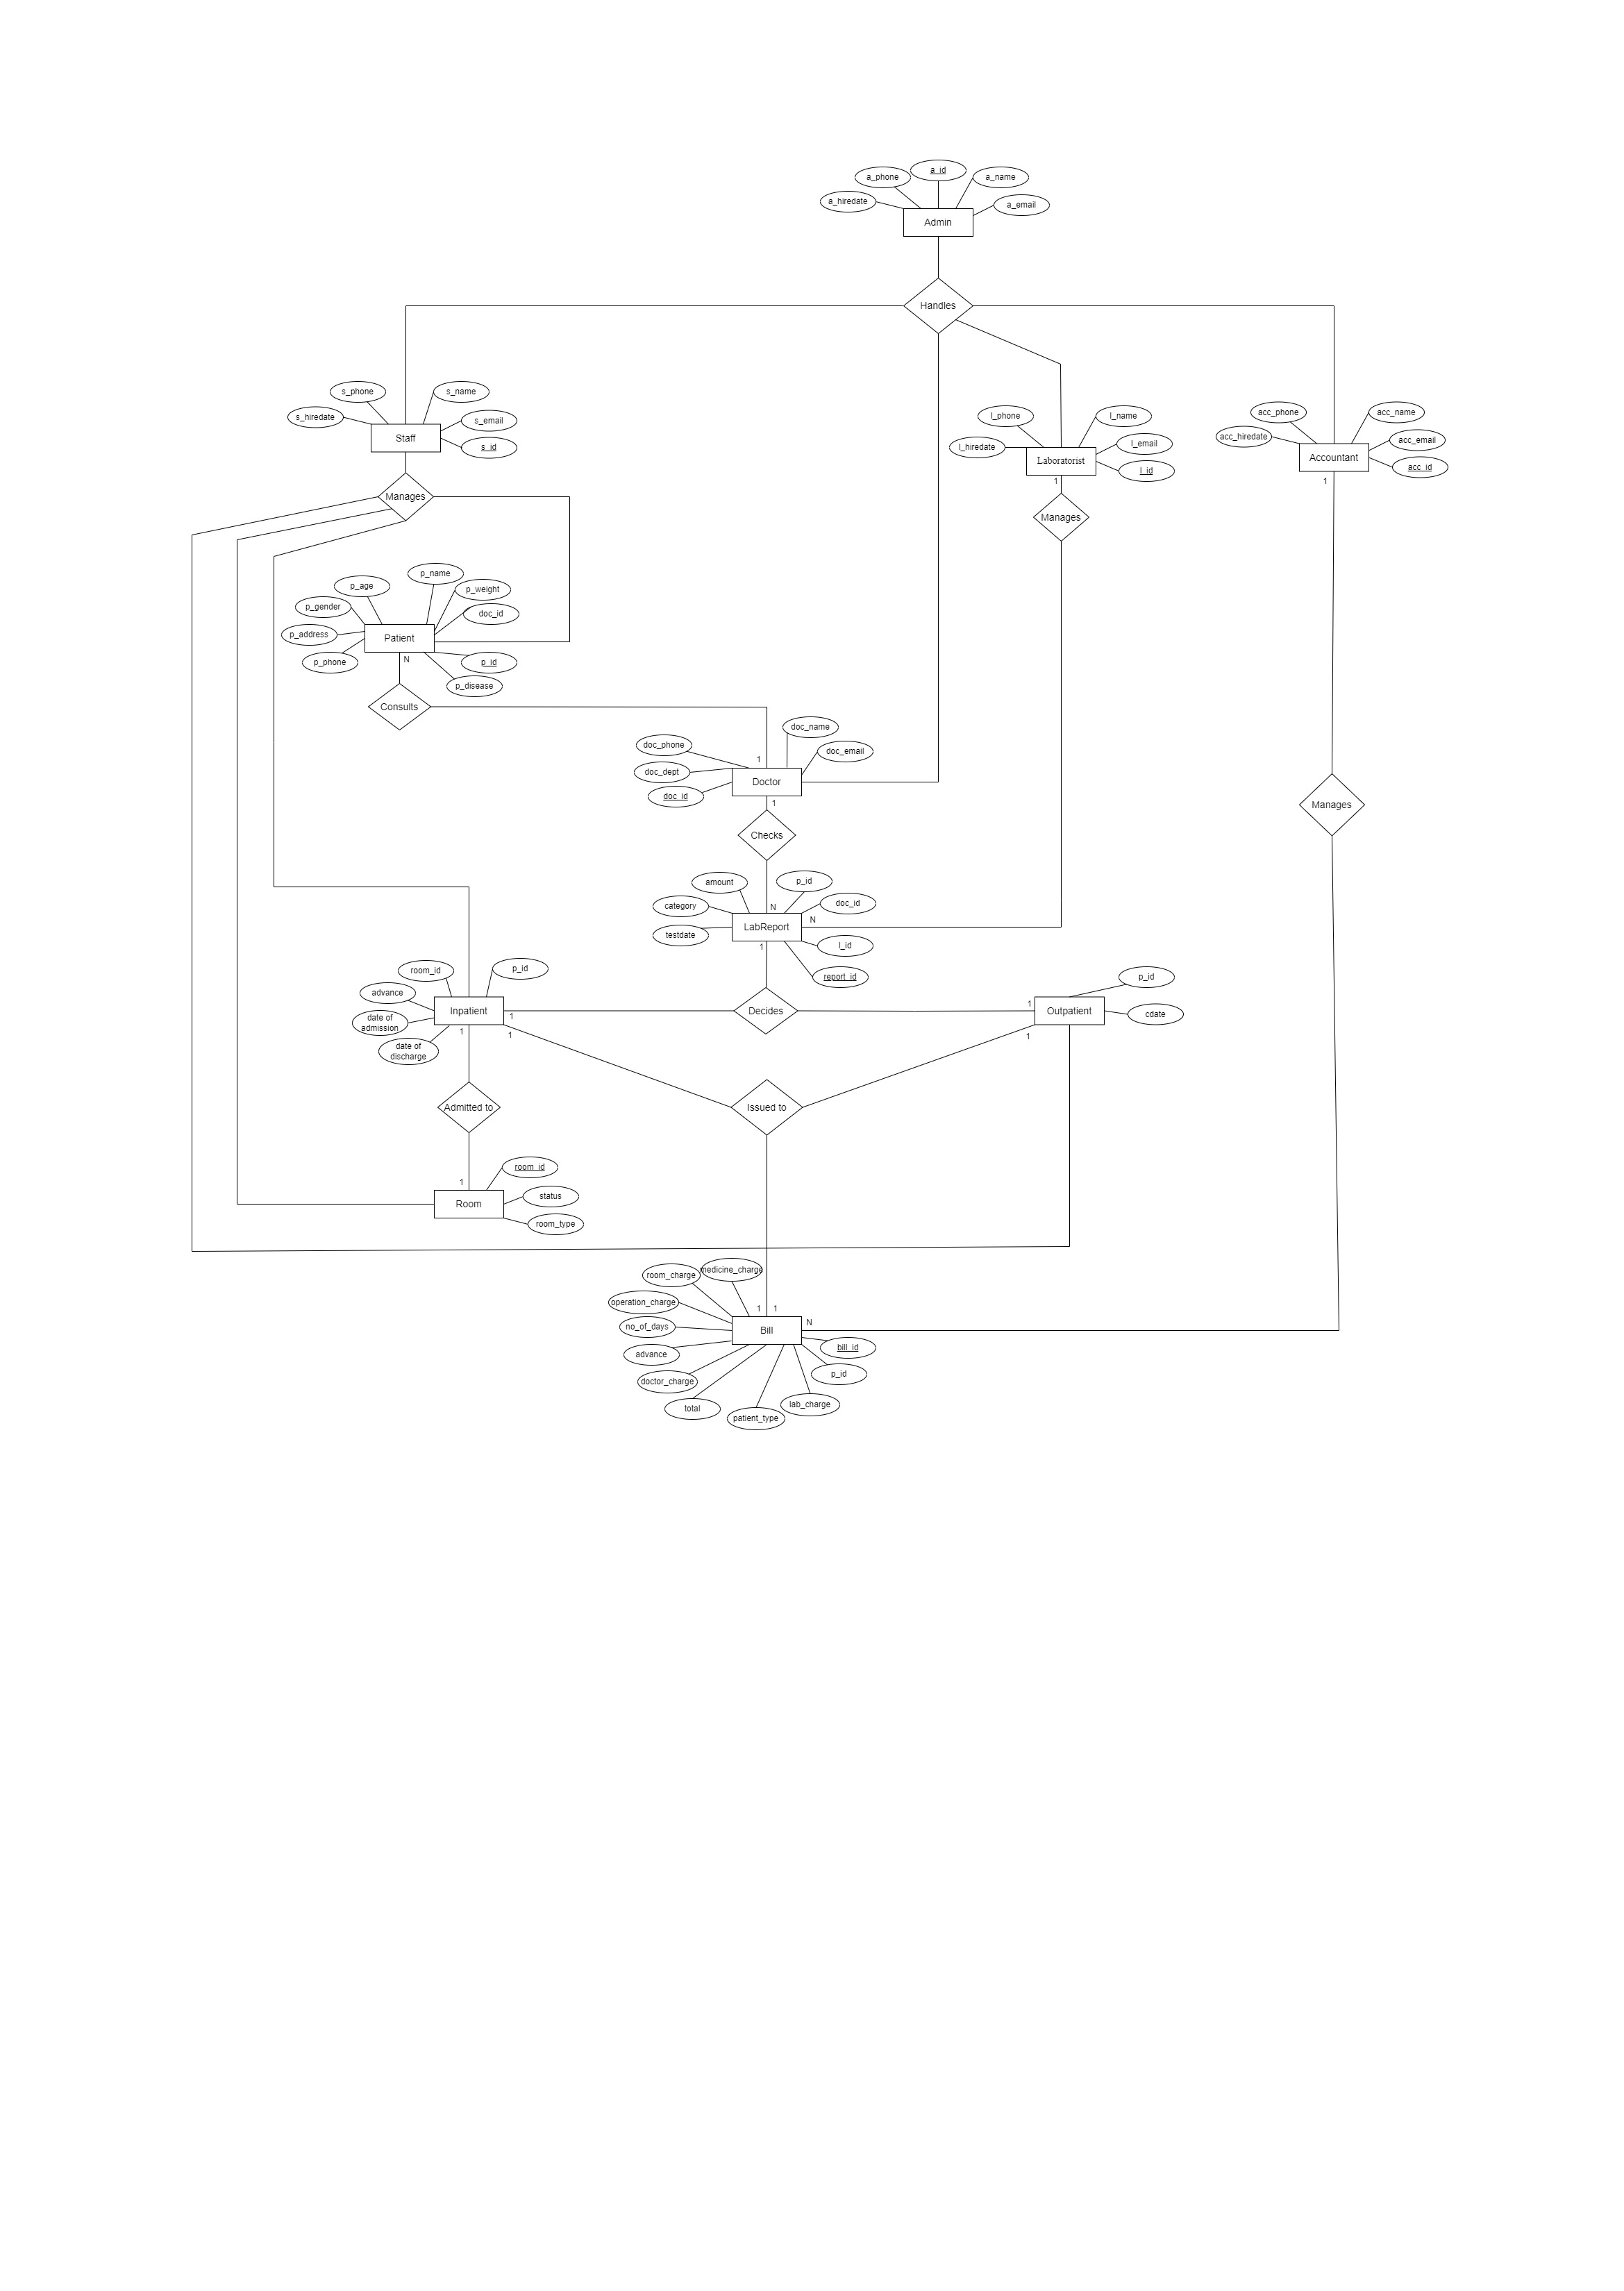 a_id
a_phone
a_name
a_hiredate
a_email
Admin
Handles
s_phone
s_name
s_hiredate
s_email
Staff
s_id
l_phone
l_name
l_hiredate
l_email
Laboratorist
l_id
1
acc_phone
acc_name
acc_hiredate
acc_email
Accountant
acc_id
1
Manages
Manages
p_name
p_age
p_weight
p_gender
doc_id
p_address
Patient
p_phone
N
p_id
p_disease
Consults
doc_name
doc_phone
doc_email
1
doc_dept
Doctor
doc_id
1
Manages
Checks
amount
p_id
category
doc_id
N
N
testdate
LabReport
l_id
1
report_id
room_id
p_id
advance
Inpatient
date of
admission
1
1
1
date of
discharge
Decides
p_id
1
Outpatient
cdate
1
Admitted to
Issued to
room_id
1
status
Room
room_type
medicine_charge
room_charge
operation_charge
1
1
N
no_of_days
Bill
bill_id
advance
p_id
doctor_charge
lab_charge
total
patient_type